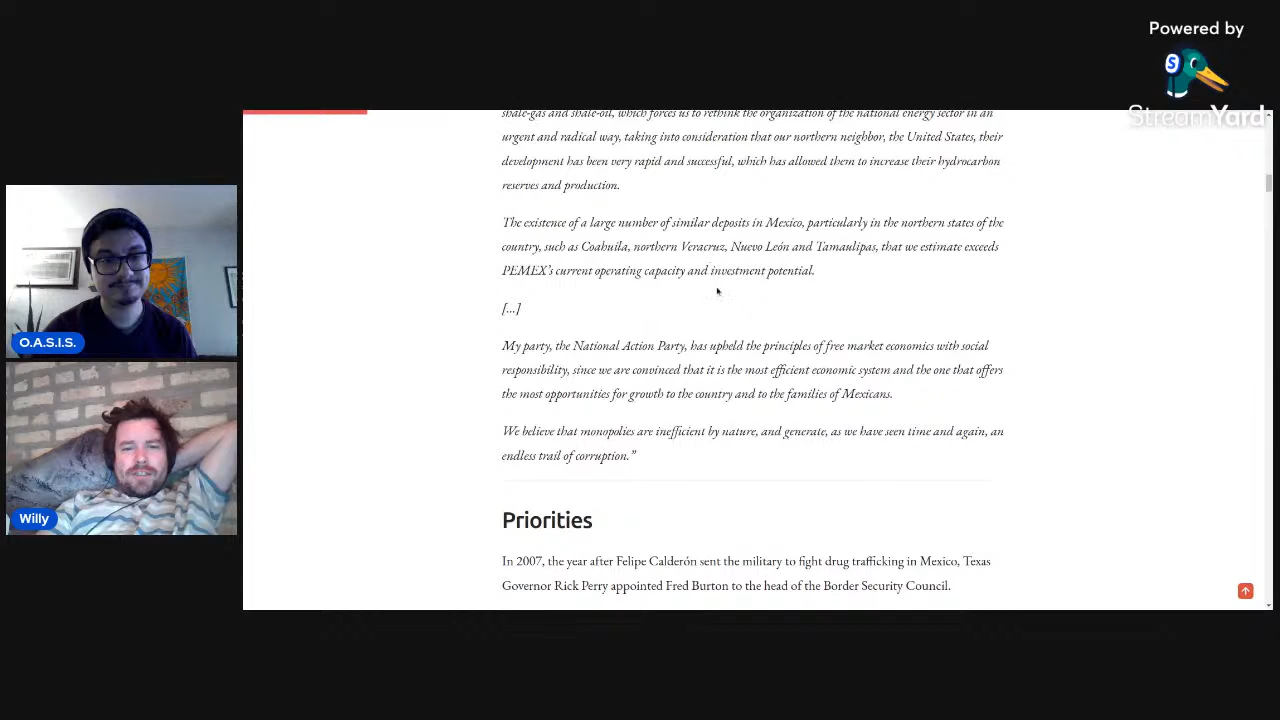 Powered by
S
StreamYard
shale-gas and shale-oil, which forces us to rethink the organization of the national energy sector in an
urgent and radical way, taking into consideration that our northern neighbor, the United States, their
development has been very rapid and successful, which has allowed them to increase their hydrocarbon
reserves and production.
The existence of a large number of similar deposits in Mexico, particularly in the northern states of the
country, such as Coahuila, northern Veracruz, Nuevo León and Tamaulipas, that we estimate exceeds
PEMEX's current operating capacity and investment potential.
[...]
My party, the National Action Party, has upheld the principles of free market economics with social
responsibility, since we are convinced that it is the most efficient economic system and the one that offers
the most opportunities for growth to the country and to the families of Mexicans.
We believe that monopolies are inefficient by nature, and generate, as we have seen time and again, an
endless trail of corruption.”
Priorities
In 2007, the year after Felipe Calderón sent the military to fight drug trafficking in Mexico, Texas
Governor Rick Perry appointed Fred Burton to the head of the Border Security Council.
O.A.S.I.S.
Willy